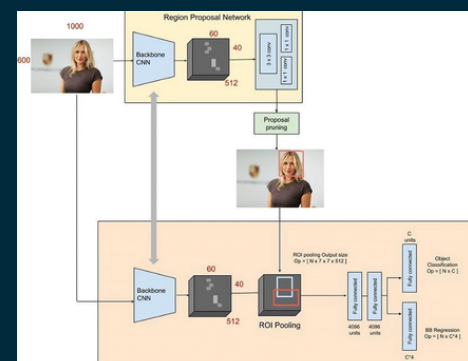 Region Proposal Network
1000
600
Backbone
CNN
60
40
512
3 x 3
conv
1 x 1
conv
1 x 1
Proposal
pruning
Backbone
CNN
60
40
512
ROI Pooling
ROI pooling Output size
Op = [ N x 7 x 7 x 512 ]
Fully connected
4096
units
Fully connected
4096
units
C
units
Fully connected
Object
Classification
Op = [ N x C ]
Fully connected
C*4
BB Regression
Op = [ N x C*4 ]